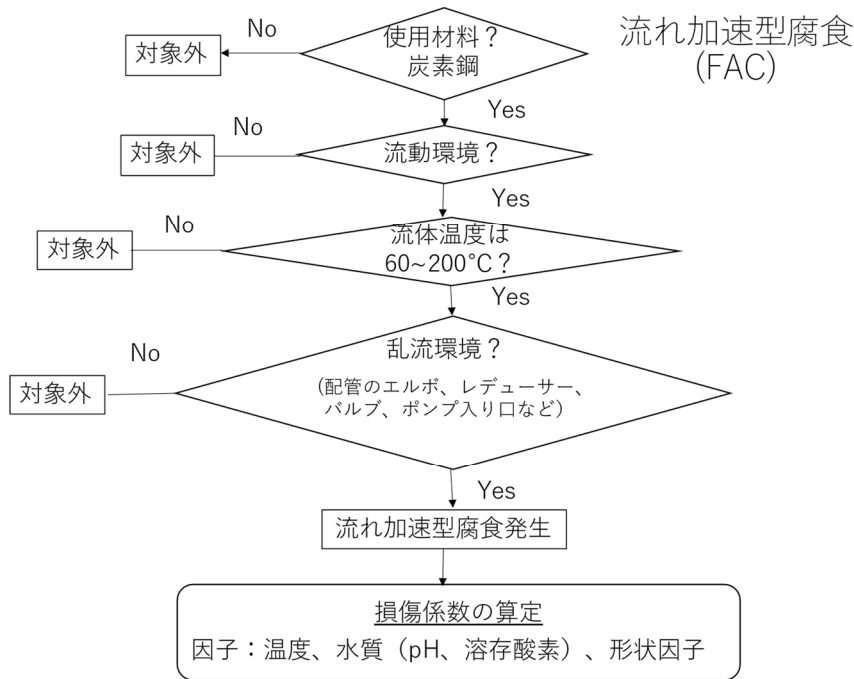 流れ加速型腐食
(FAC)
使用材料？
炭素鋼
No
対象外
Yes
流動環境？
No
対象外
Yes
流体温度は
60~200°C？
No
対象外
Yes
乱流環境？
(配管のエルボ、レデューサー、
バルブ、ポンプ入り口など)
No
対象外
Yes
流れ加速型腐食発生
損傷係数の算定
因子：温度、水質（pH、溶存酸素）、形状因子